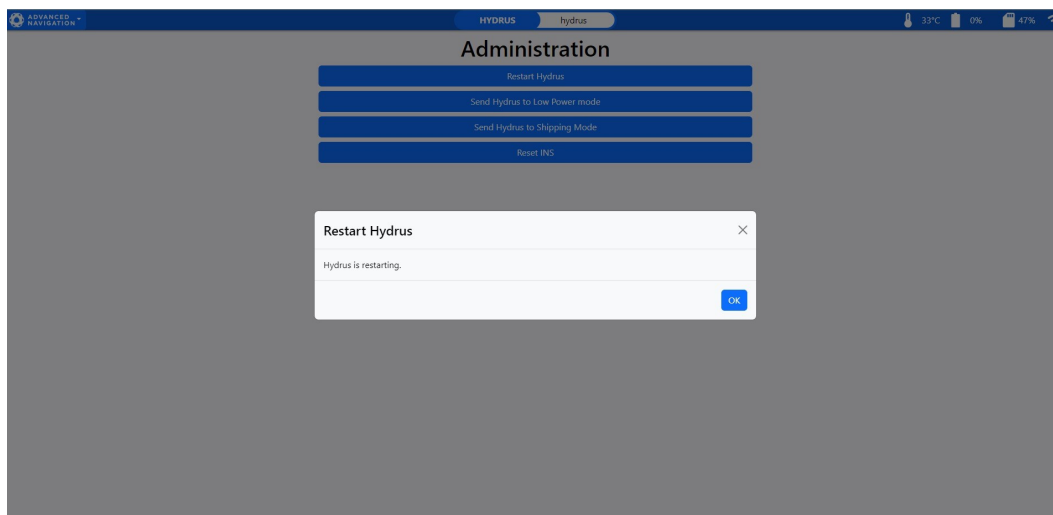 ADVANCED
NAVIGATION
HYDRUS hydrus 33°C 0% 47%
Administration
Restart Hydrus
Send Hydrus to Low Power mode
Send Hydrus to Shipping Mode
Reset INS
Restart Hydrus
Hydrus is restarting.
OK